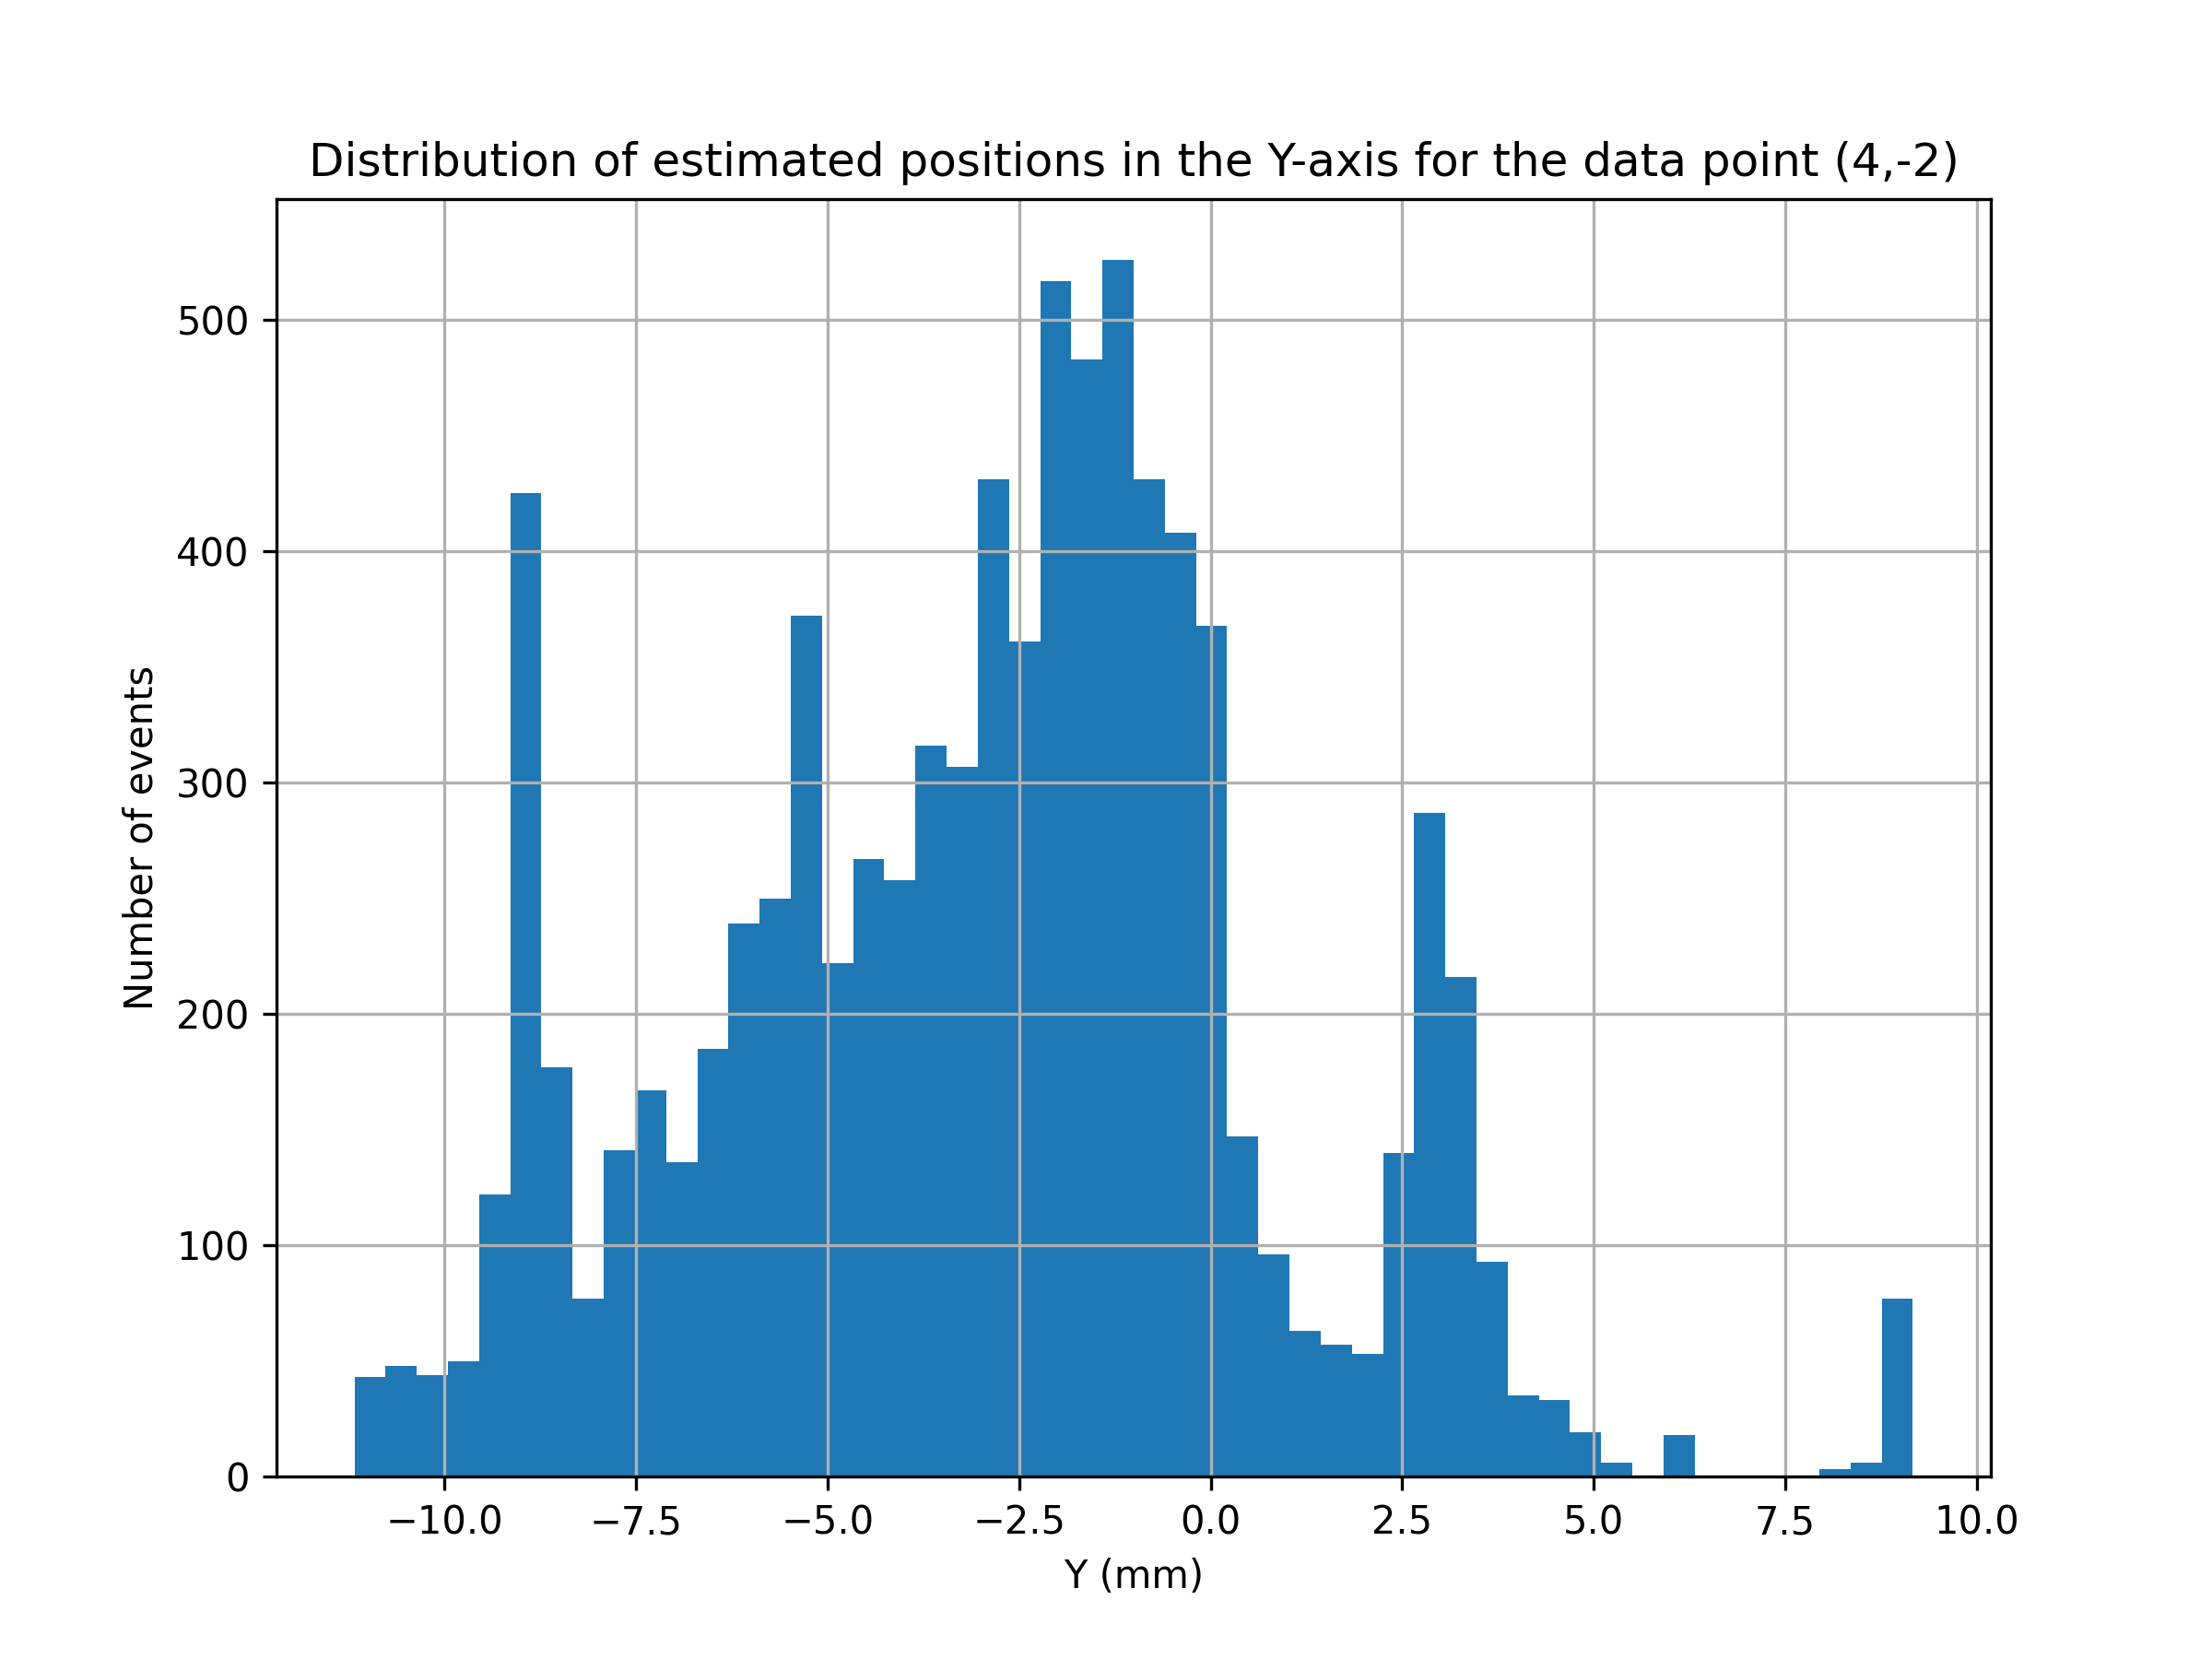 Distribution of estimated positions in the Y-axis for the data point (4,-2)
Number of events
500
400
300
200
100
0
−10.0 −7.5 −5.0 −2.5 0.0 2.5 5.0 7.5 10.0
Y (mm)